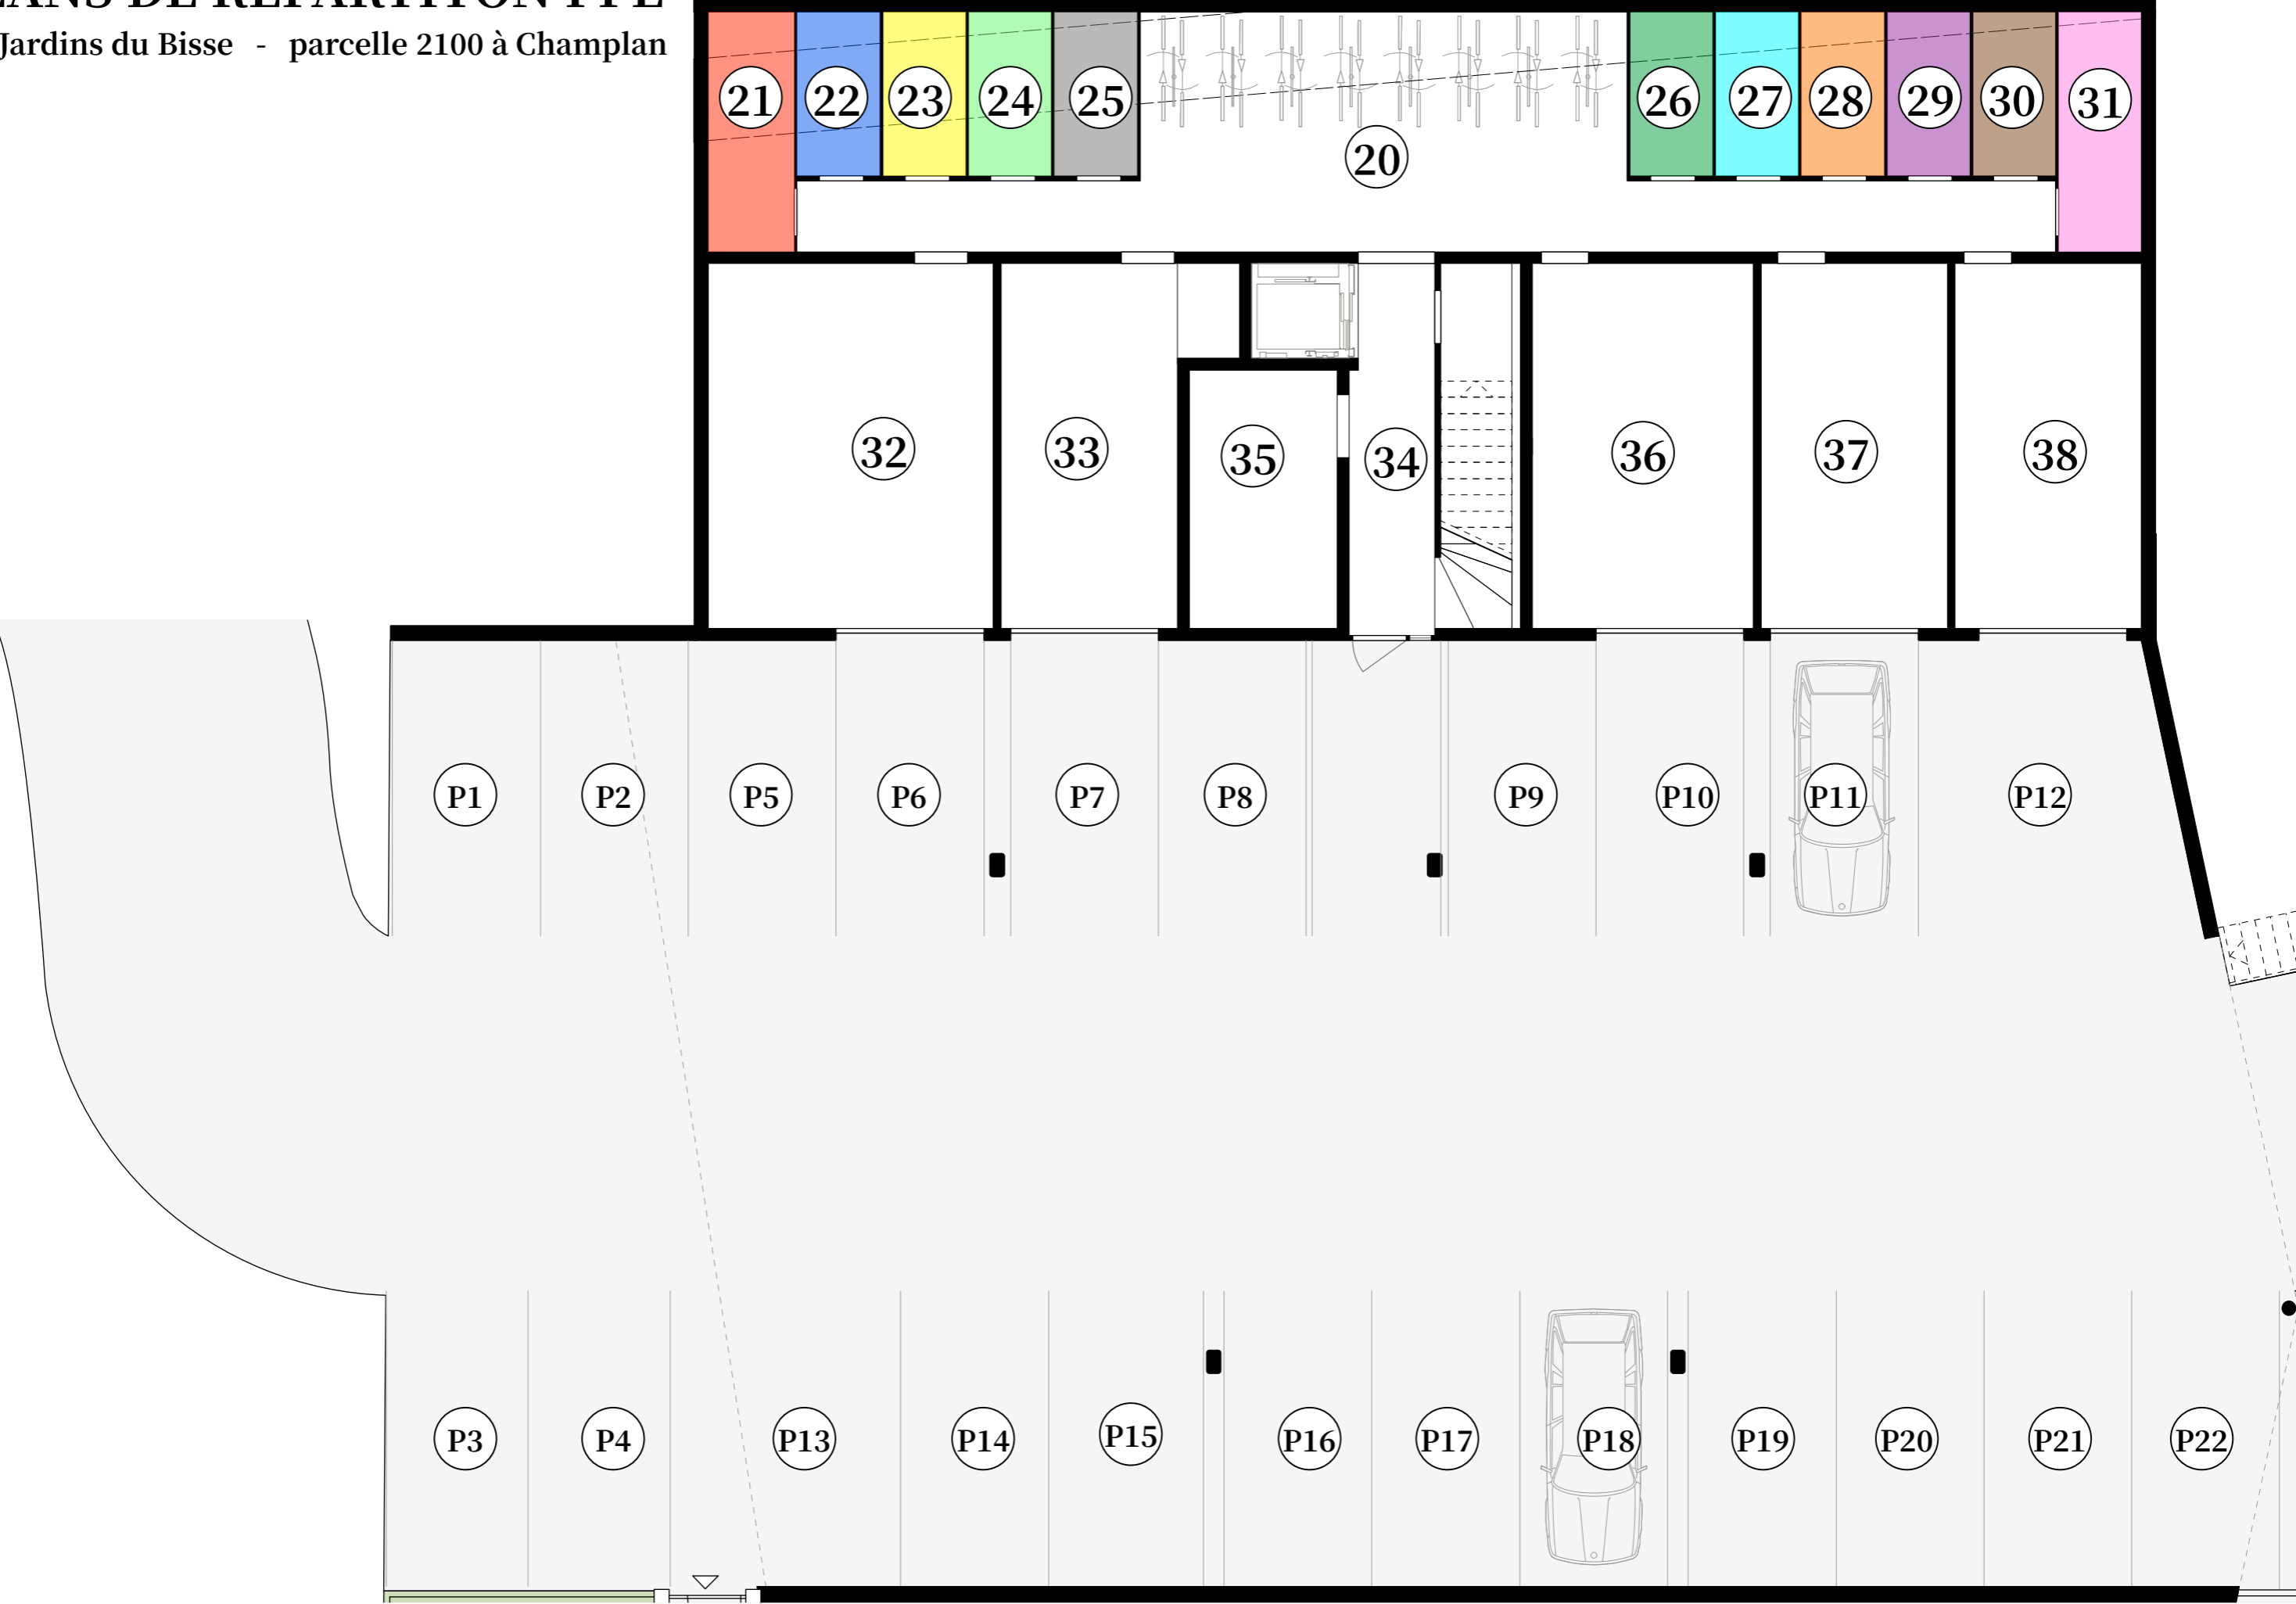 Jardins du Bisse - parcelle 2100 à Champlan
21 22 23 24 25 26 27 28 29 30 31
20
32 33 35 34 36 37 38
P1 P2 P5 P6 P7 P8 P9 P10 P11 P12
P3 P4 P13 P14 P15 P16 P17 P18 P19 P20 P21 P22